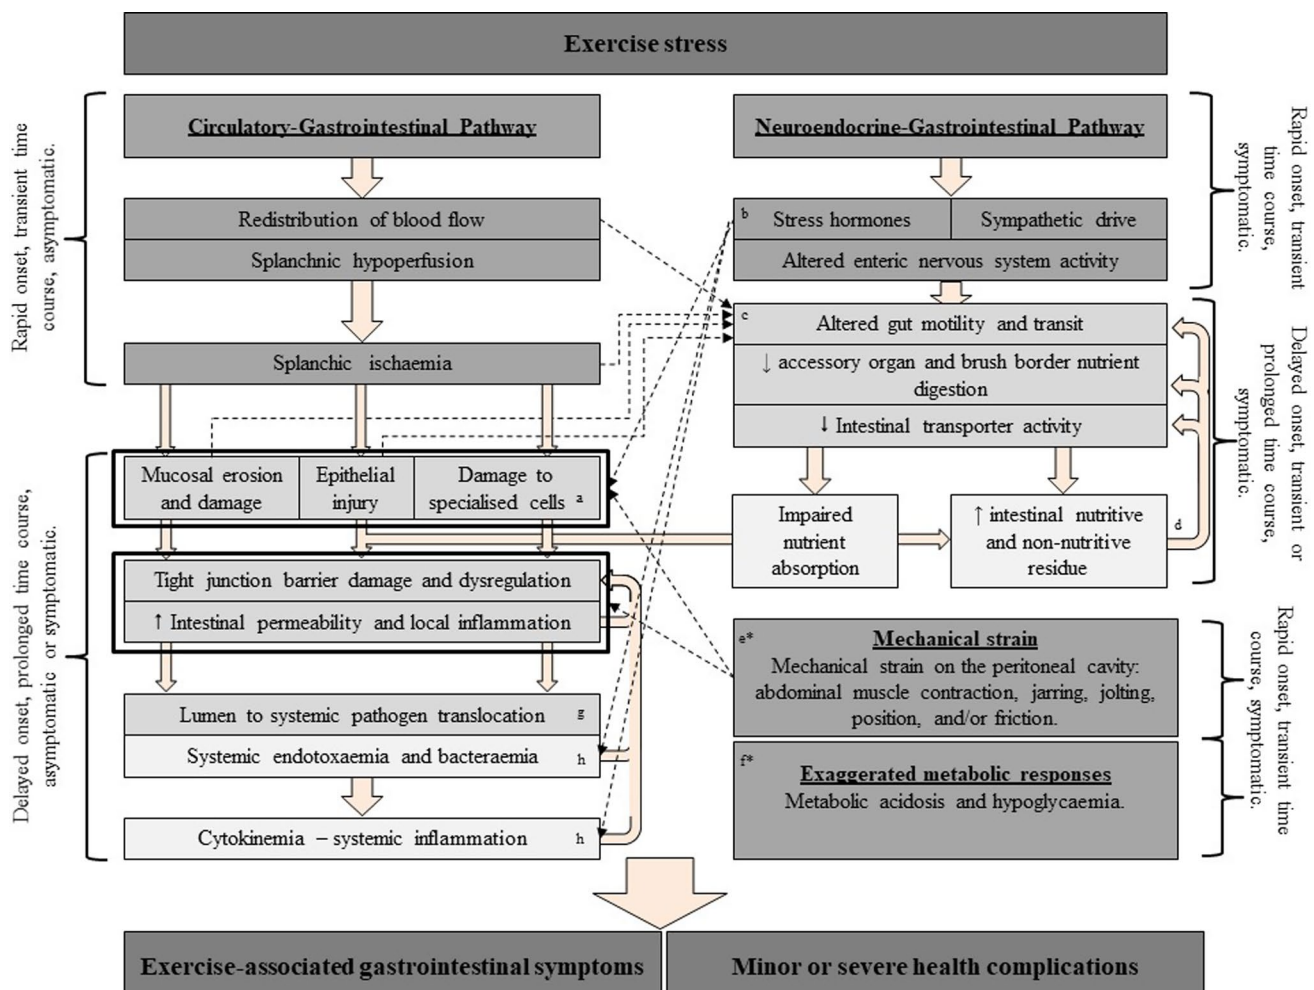 Exercise stress
Circulatory-Gastrointestinal Pathway
Redistribution of blood flow
Splanchnic hypoperfusion
Splanchic ischaemia
Rapid onset, transient time
course, asymptomatic.
Mucosal erosion
and damage
Epithelial
injury
Damage to
specialised cells a
Tight junction barrier damage and dysregulation
↑ Intestinal permeability and local inflammation
Lumen to systemic pathogen translocation g
Systemic endotoxaemia and bacteraemia h
Cytokinemia – systemic inflammation h
Delayed onset, prolonged time course,
asymptomatic or symptomatic.
Neuroendocrine-Gastrointestinal Pathway
b Stress hormones
Sympathetic drive
Altered enteric nervous system activity
Rapid onset, transient
time course,
symptomatic.
c Altered gut motility and transit
↓ accessory organ and brush border nutrient
digestion
↓ Intestinal transporter activity
Impaired
nutrient
absorption
↑ intestinal nutritive
and non-nutritive
residue
d
Delayed onset, transient or
prolonged time course,
symptomatic.
e* Mechanical strain
Mechanical strain on the peritoneal cavity:
abdominal muscle contraction, jarring, jolting,
position, and/or friction.
f* Exaggerated metabolic responses
Metabolic acidosis and hypoglycaemia.
Rapid onset, transient time
course, symptomatic.
Exercise-associated gastrointestinal symptoms
Minor or severe health complications